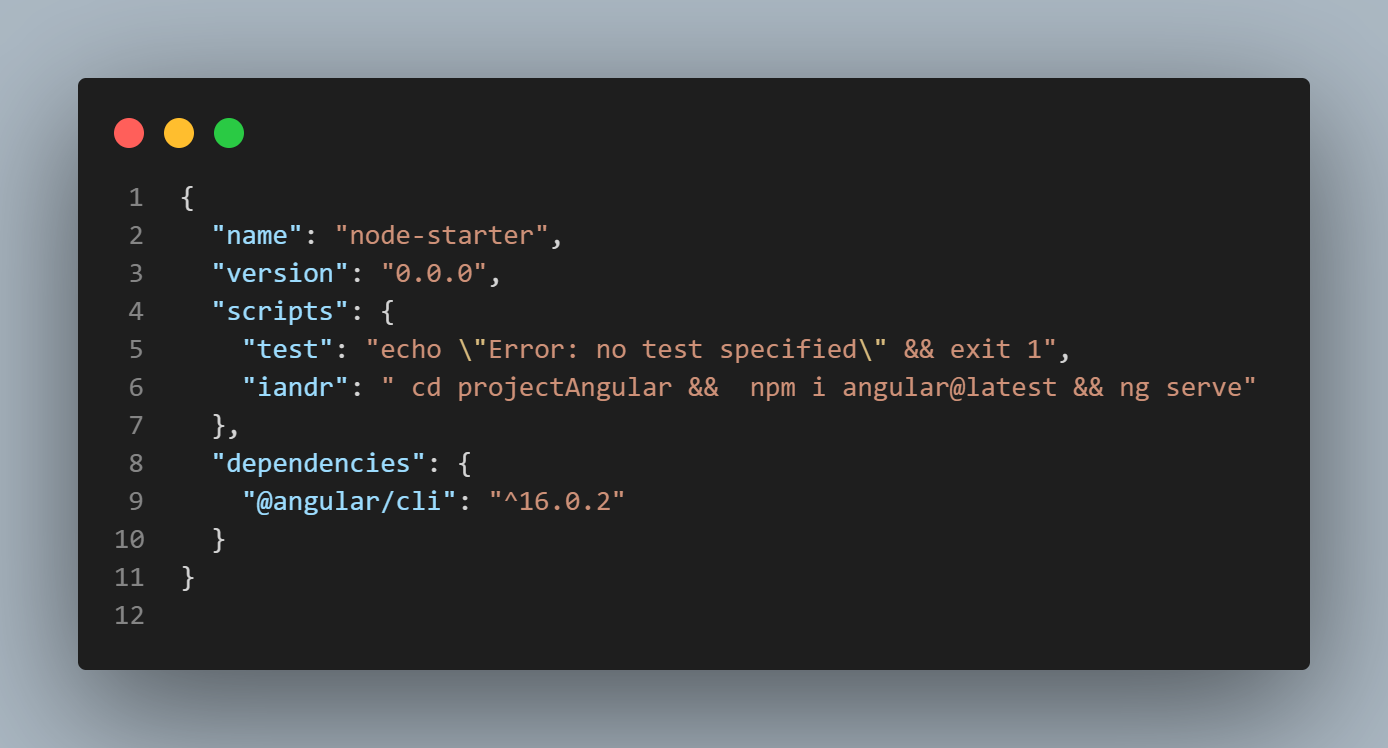 1 {
2   "name": "node-starter",
3   "version": "0.0.0",
4   "scripts": {
5     "test": "echo \"Error: no test specified\" && exit 1",
6     "iandr": " cd projectAngular &&  npm i angular@latest && ng serve"
7   },
8   "dependencies": {
9     "@angular/cli": "^16.0.2"
10   }
11 }
12